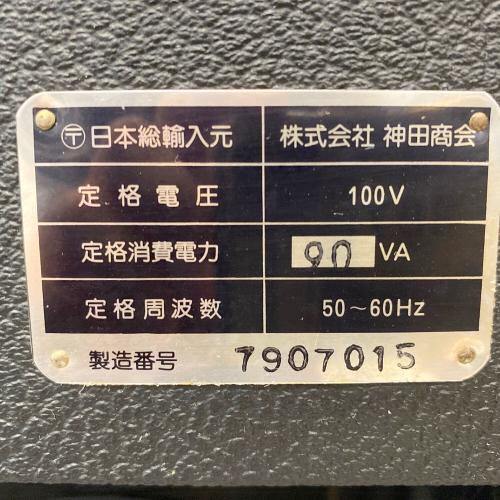 〒 日本総輸入元 株式会社 神田商会
定格電圧 100V
定格消費電力 90 VA
定格周波数 50～60Hz
製造番号 7907015